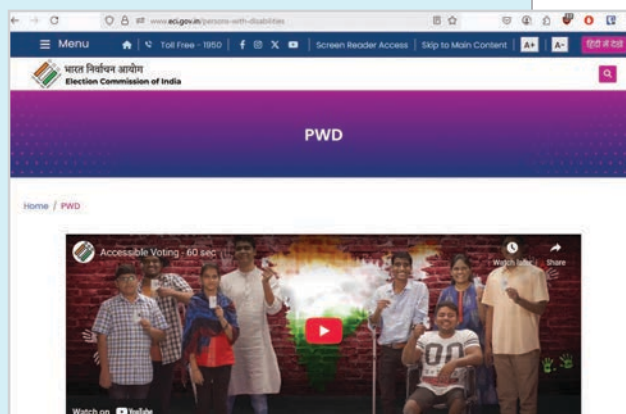 www.eci.gov.in/persons-with-disabilities
Menu Toll Free - 1950 Screen Reader Access Skip to Main Content A+ A- हिंदी में देखें
भारत निर्वाचन आयोग
Election Commission of India
PWD
Home / PWD
Accessible Voting - 60 sec
Watch later Share
Watch on YouTube